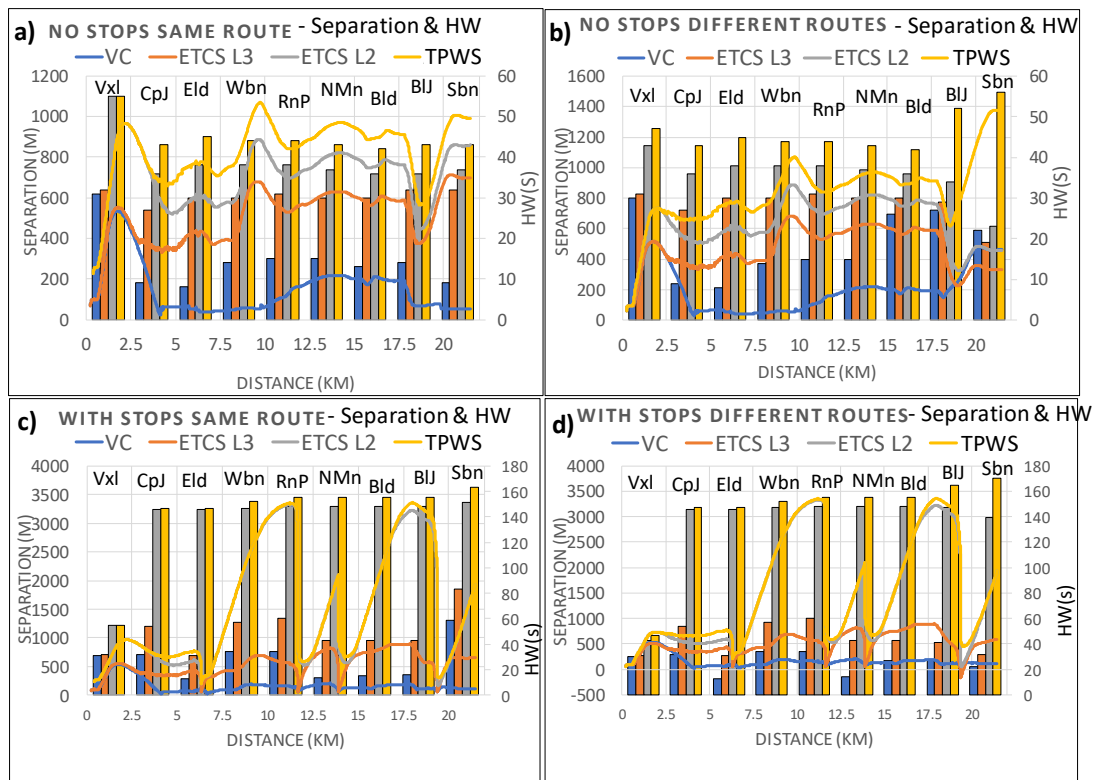 a) NO STOPS SAME ROUTE - Separation & HW
VC ETCS L3 ETCS L2 TPWS
1200
1000
800
600
400
200
0
SEPARATION (M)
Vxl CpJ Eld Wbn RnP NMn Bld BlJ Sbn
60
50
40
30
20
10
0
HW(S)
0 2.5 5 7.5 10 12.5 15 17.5 20
DISTANCE (KM)
b) NO STOPS DIFFERENT ROUTES - Separation & HW
VC ETCS L3 ETCS L2 TPWS
1600
1400
1200
1000
800
600
400
200
0
SEPARATION (M)
Vxl CpJ Eld Wbn RnP NMn Bld BlJ Sbn
60
50
40
30
20
10
0
HW(S)
0 2.5 5 7.5 10 12.5 15 17.5 20
DISTANCE (KM)
c) WITH STOPS SAME ROUTE - Separation & HW
VC ETCS L3 ETCS L2 TPWS
4000
3500
3000
2500
2000
1500
1000
500
0
SEPARATION (M)
Vxl CpJ Eld Wbn RnP NMn Bld BlJ Sbn
180
160
140
120
100
80
60
40
20
0
HW(s)
0 2.5 5 7.5 10 12.5 15 17.5 20
DISTANCE (KM)
d) WITH STOPS DIFFERENT ROUTES- Separation & HW
VC ETCS L3 ETCS L2 TPWS
4000
3500
3000
2500
2000
1500
1000
500
0
-500
SEPARATION (M)
Vxl CpJ Eld Wbn RnP NMn Bld BlJ Sbn
180
160
140
120
100
80
60
40
20
0
HW(s)
0 2.5 5 7.5 10 12.5 15 17.5 20
DISTANCE (KM)